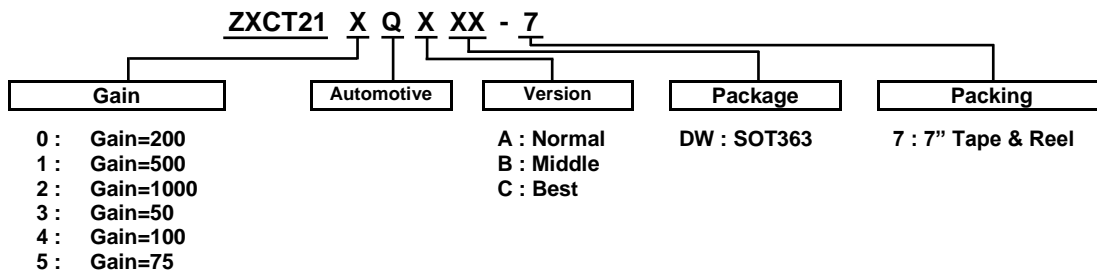 ZXCT21 X Q X XX - 7
Gain Automotive Version Package Packing
0 : Gain=200 A : Normal DW : SOT363 7 : 7” Tape & Reel
1 : Gain=500 B : Middle
2 : Gain=1000 C : Best
3 : Gain=50
4 : Gain=100
5 : Gain=75